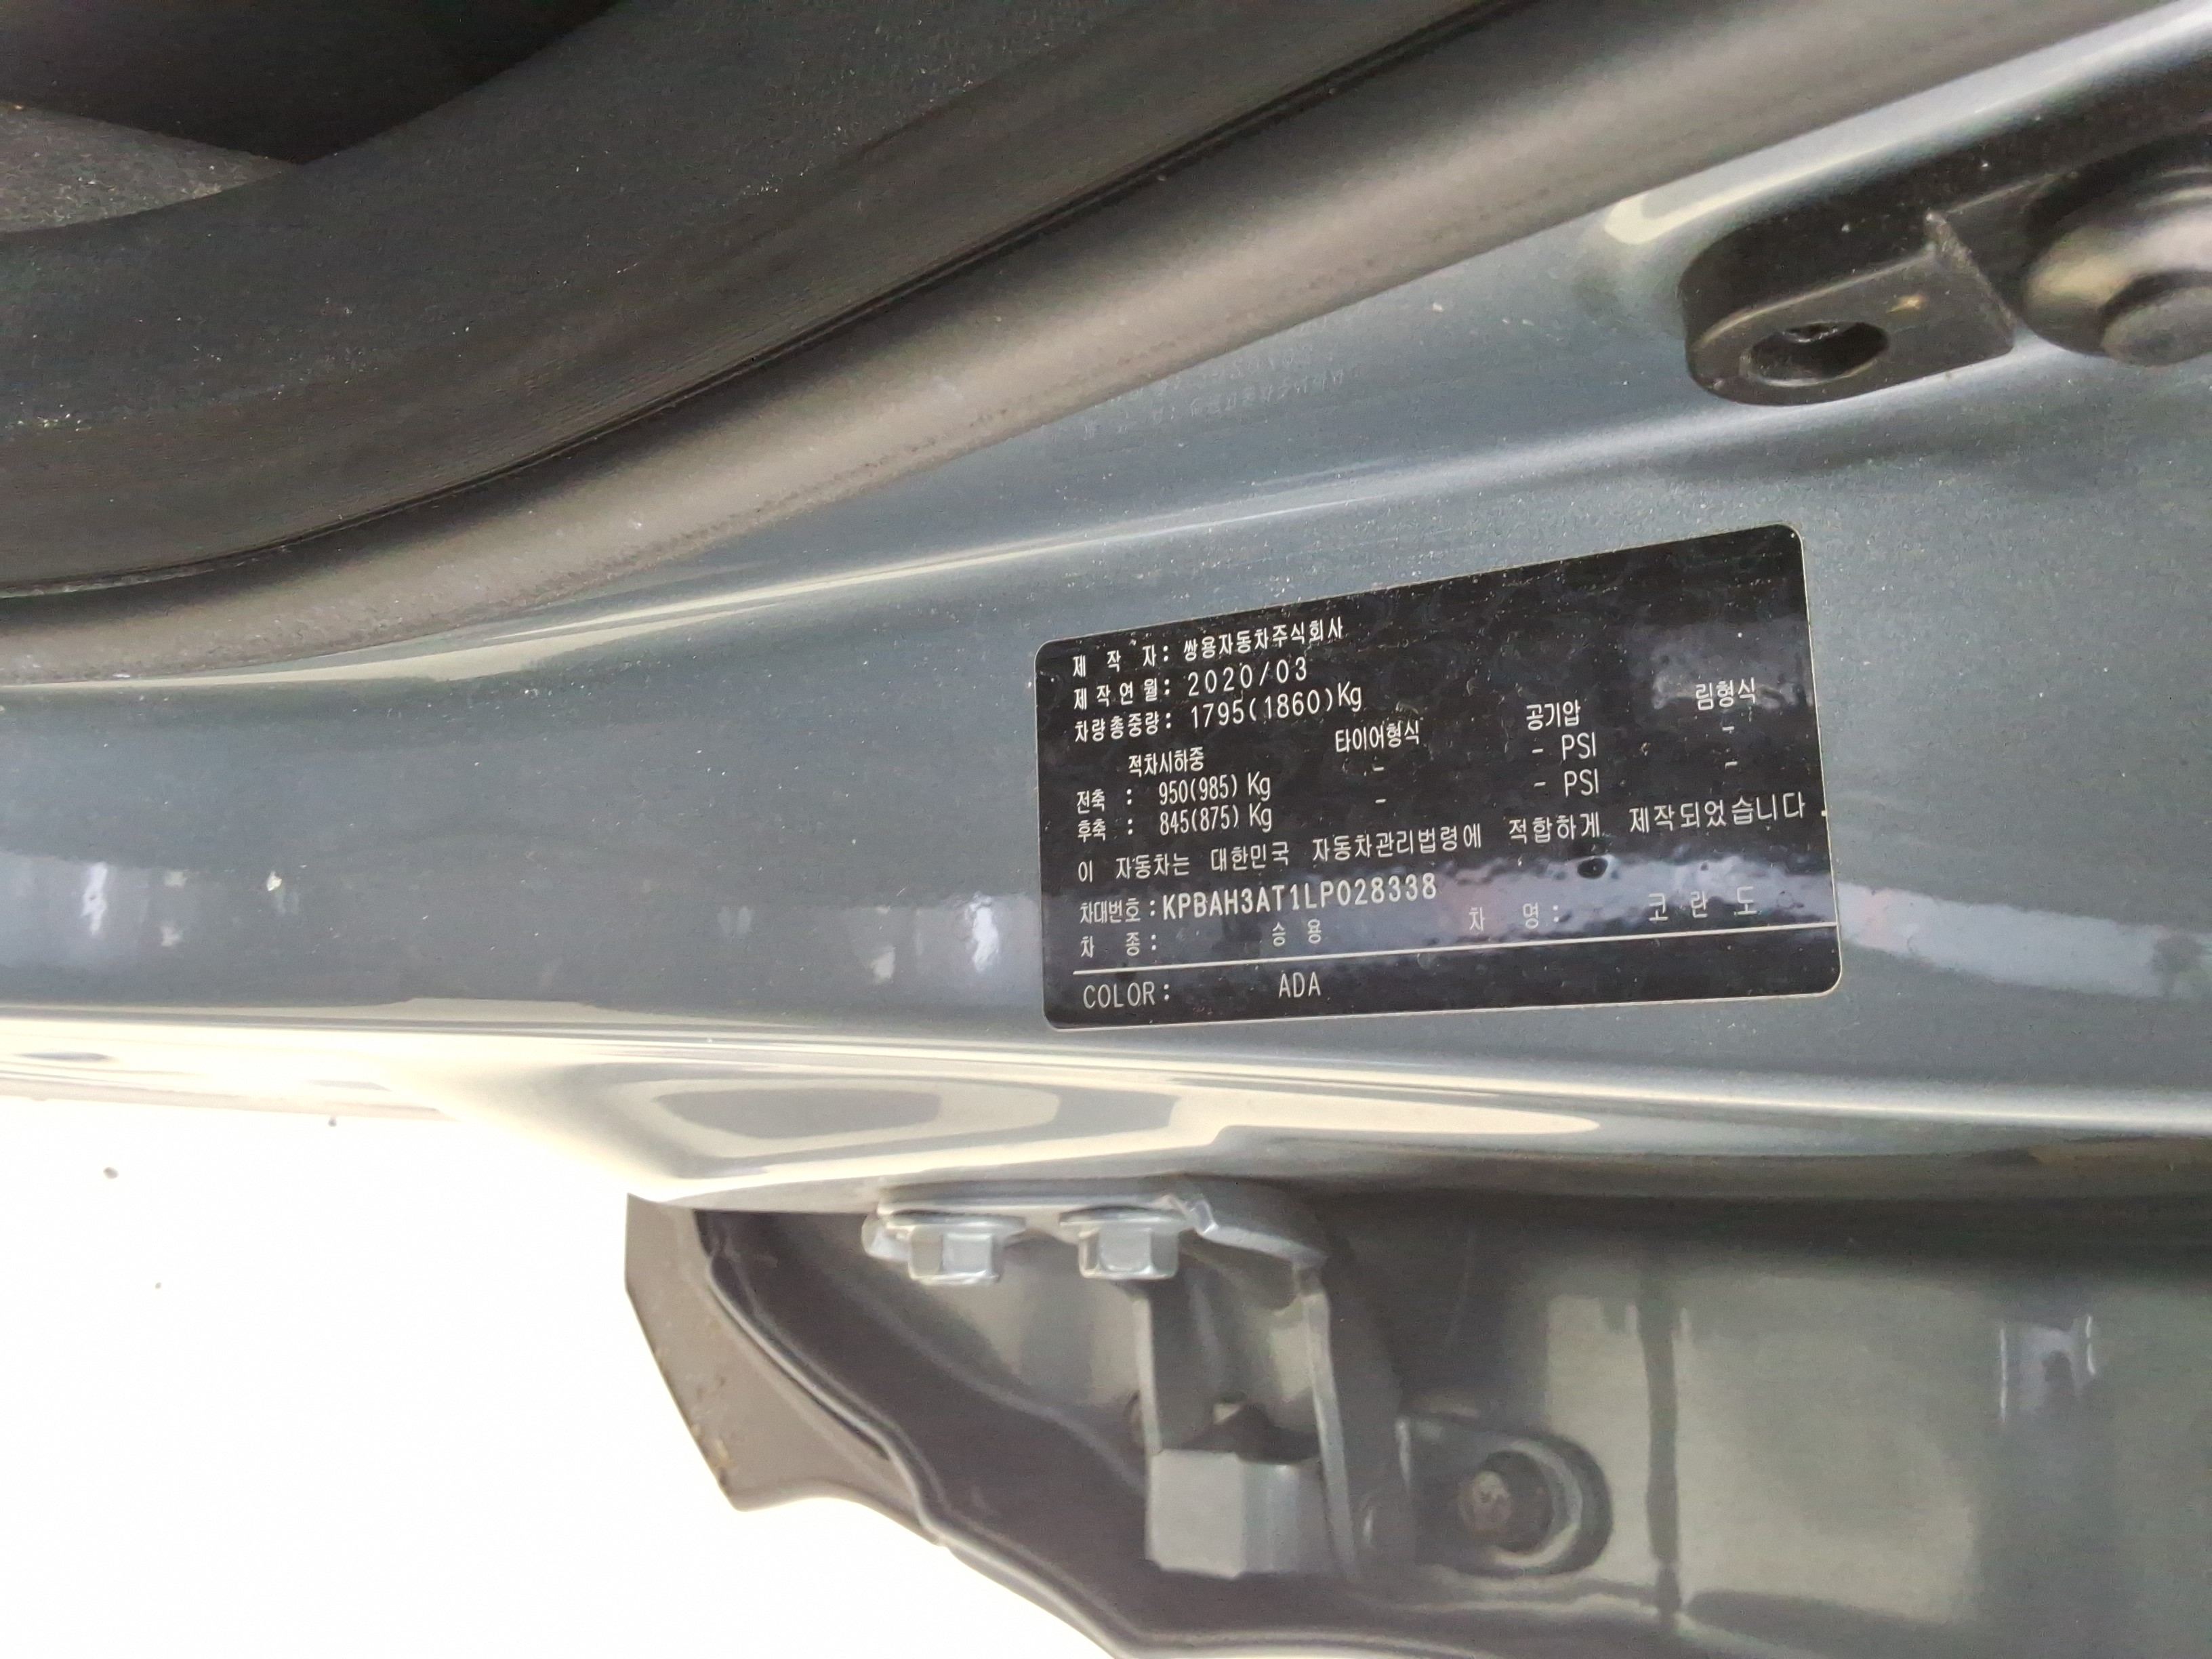 제 작 자: 쌍용자동차주식회사
제작연월: 2020/03
차량총중량: 1795(1860)Kg
적차시하중 타이어형식 공기압 림형식
전축 : 950(985) Kg - - PSI -
후축 : 845(875) Kg - - PSI -
이 자동차는 대한민국 자동차관리법령에 적합하게 제작되었습니다.
차대번호:KPBAH3AT1LP028338
차 종: 승 용 차 명: 코 란 도
COLOR: ADA